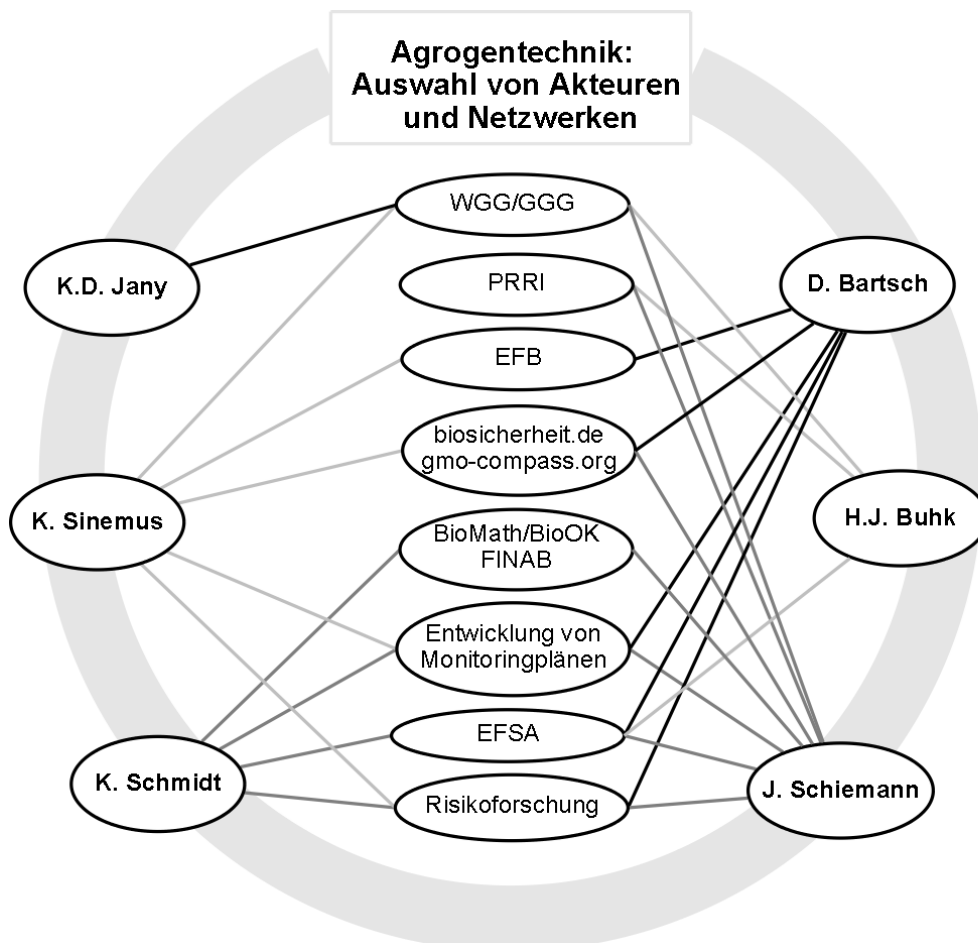 Agrogentechnik:
Auswahl von Akteuren
und Netzwerken
WGG/GGG
K.D. Jany
PRRI
D. Bartsch
EFB
biosicherheit.de
gmo-compass.org
K. Sinemus
H.J. Buhk
BioMath/BioOK
FINAB
Entwicklung von
Monitoringplänen
EFSA
K. Schmidt
J. Schiemann
Risikoforschung